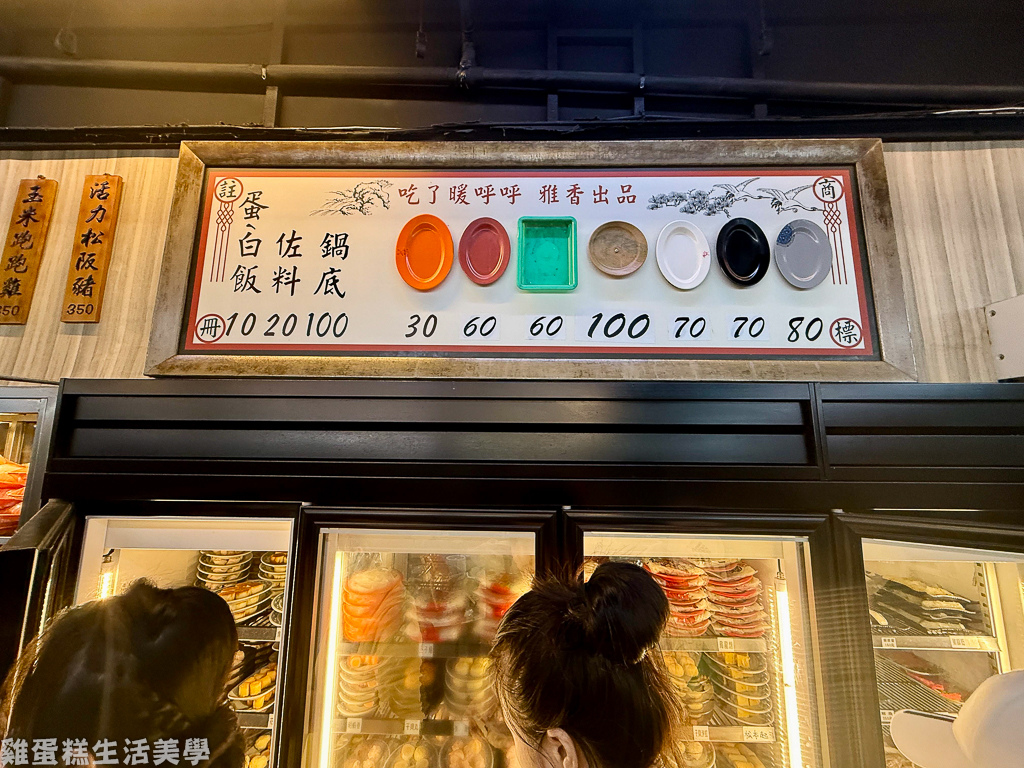 玉米跑跑雞
350
活力松阪豬
350
註冊商標
吃了暖呼呼 雅香出品
蛋、白飯 佐料 鍋底
10 20 100 30 60 60 100 70 70 80
雞蛋糕生活美學